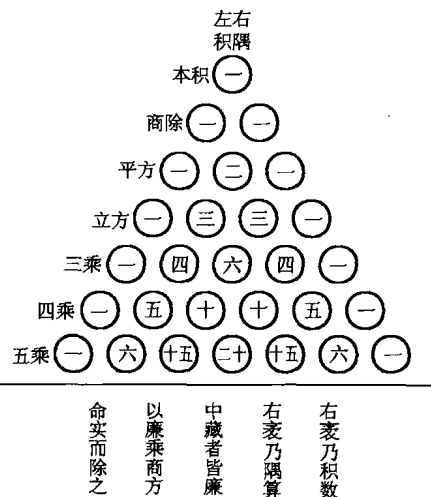 左右
积隅
本积 一
商除 一 一
平方 一 二 一
立方 一 三 三 一
三乘 一 四 六 四 一
四乘 一 五 十 十 五 一
五乘 一 六 十五 二十 十五 六 一
右袤乃积数
右袤乃隅算
中藏者皆廉
以廉乘商方
命实而除之